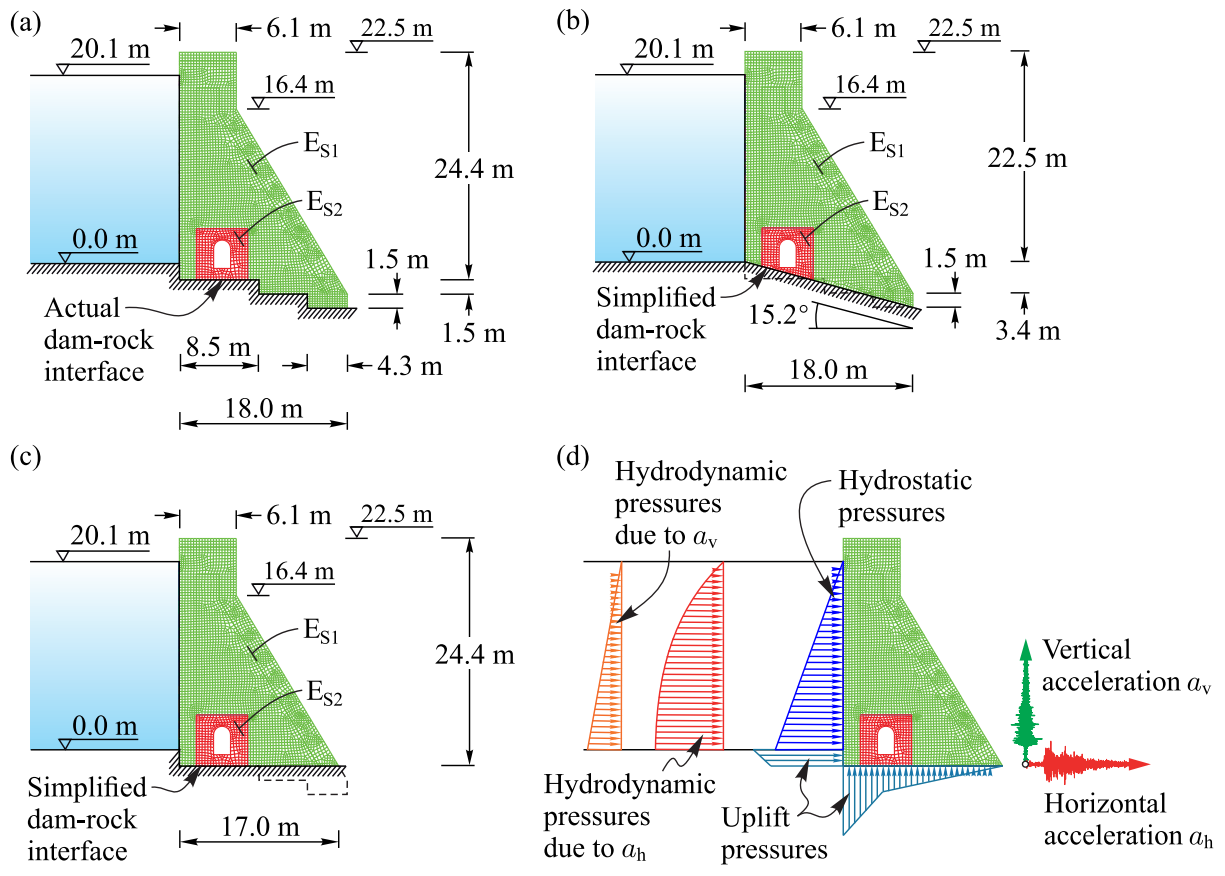 (a)
6.1 m
22.5 m
20.1 m
16.4 m
E_S1
24.4 m
E_S2
0.0 m
1.5 m
Actual
dam-rock
interface
8.5 m
1.5 m
4.3 m
18.0 m
(b)
6.1 m
22.5 m
20.1 m
16.4 m
E_S1
22.5 m
E_S2
0.0 m
1.5 m
Simplified
dam-rock
interface
15.2°
3.4 m
18.0 m
(c)
6.1 m
22.5 m
20.1 m
16.4 m
E_S1
24.4 m
E_S2
0.0 m
Simplified
dam-rock
interface
17.0 m
(d)
Hydrodynamic
pressures
due to a_v
Hydrostatic
pressures
Vertical
acceleration a_v
Hydrodynamic
pressures
due to a_h
Uplift
pressures
Horizontal
acceleration a_h